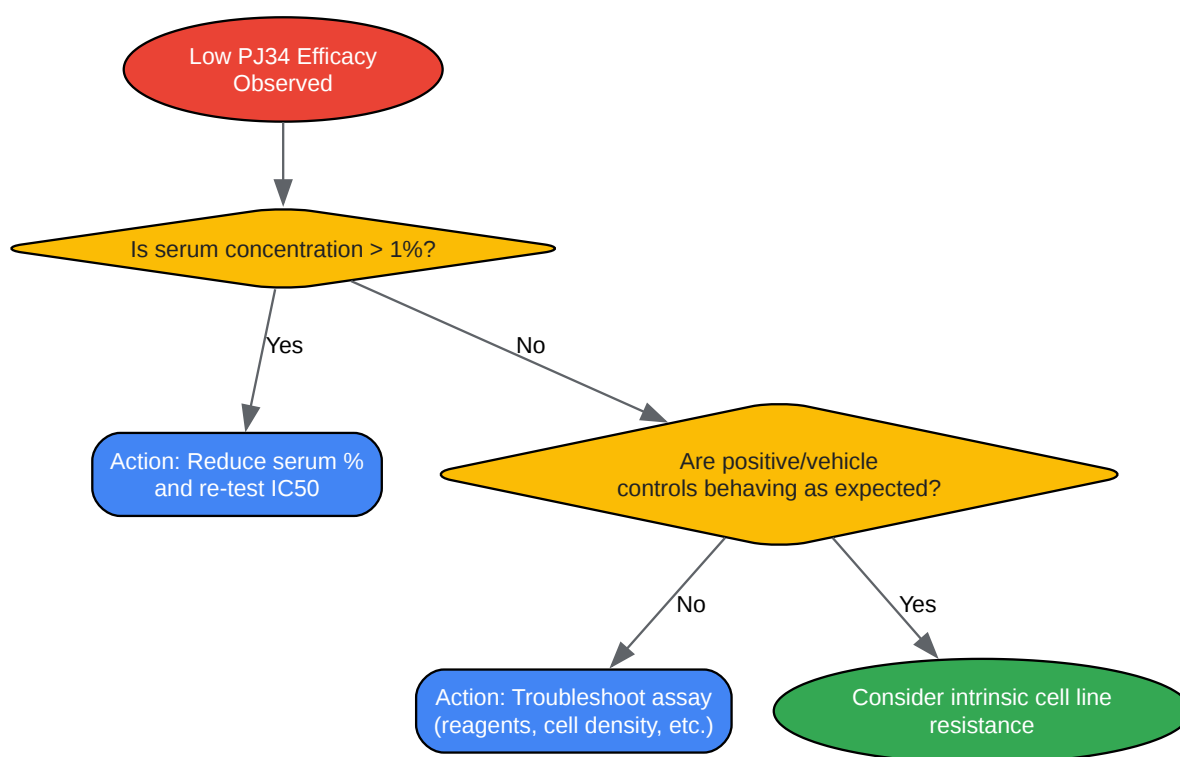 Low PJ34 Efficacy
Observed
Is serum concentration > 1%?
Yes
No
Action: Reduce serum %
and re-test IC50
Are positive/vehicle
controls behaving as expected?
No
Yes
Action: Troubleshoot assay
(reagents, cell density, etc.)
Consider intrinsic cell line
resistance